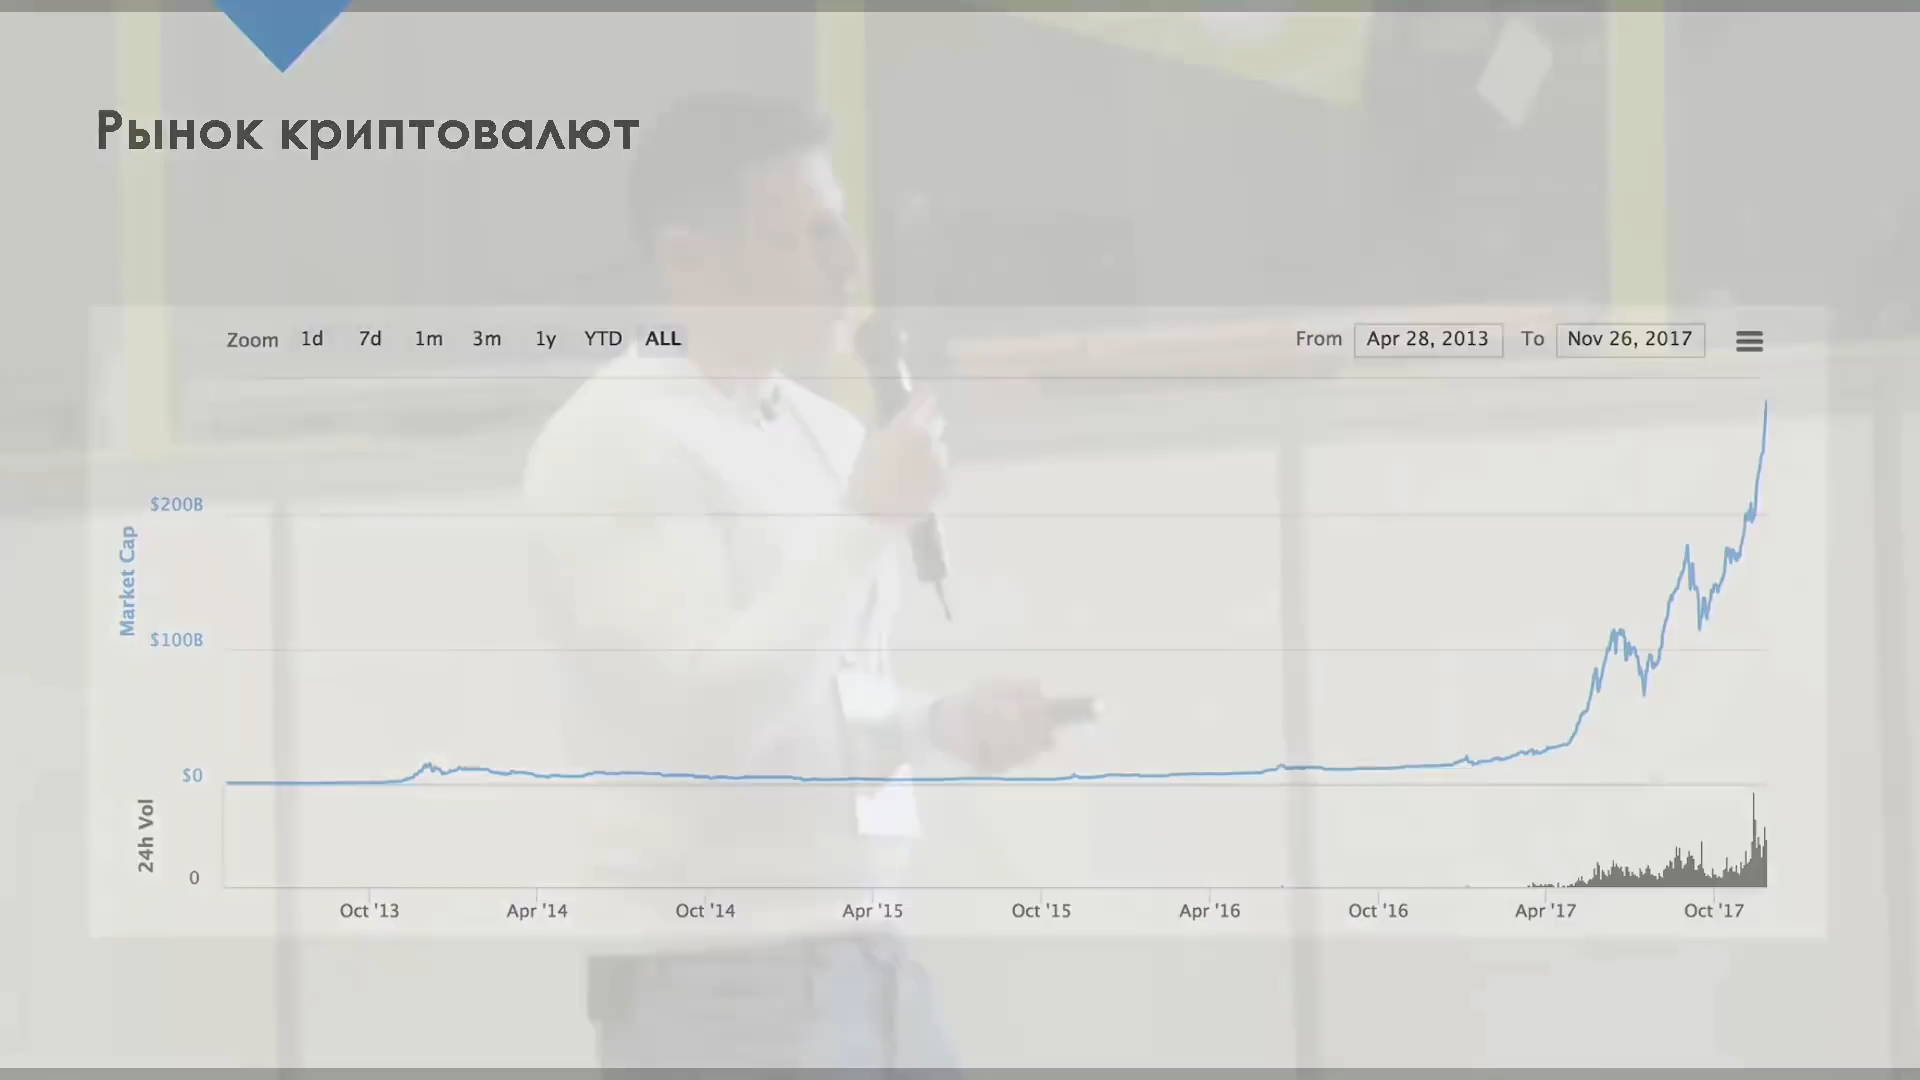 Рынок криптовалют
Zoom 1d 7d 1m 3m 1y YTD ALL From Apr 28, 2013 To Nov 26, 2017
$200B
Market Cap
$100B
$0
24h Vol
0
Oct '13 Apr '14 Oct '14 Apr '15 Oct '15 Apr '16 Oct '16 Apr '17 Oct '17